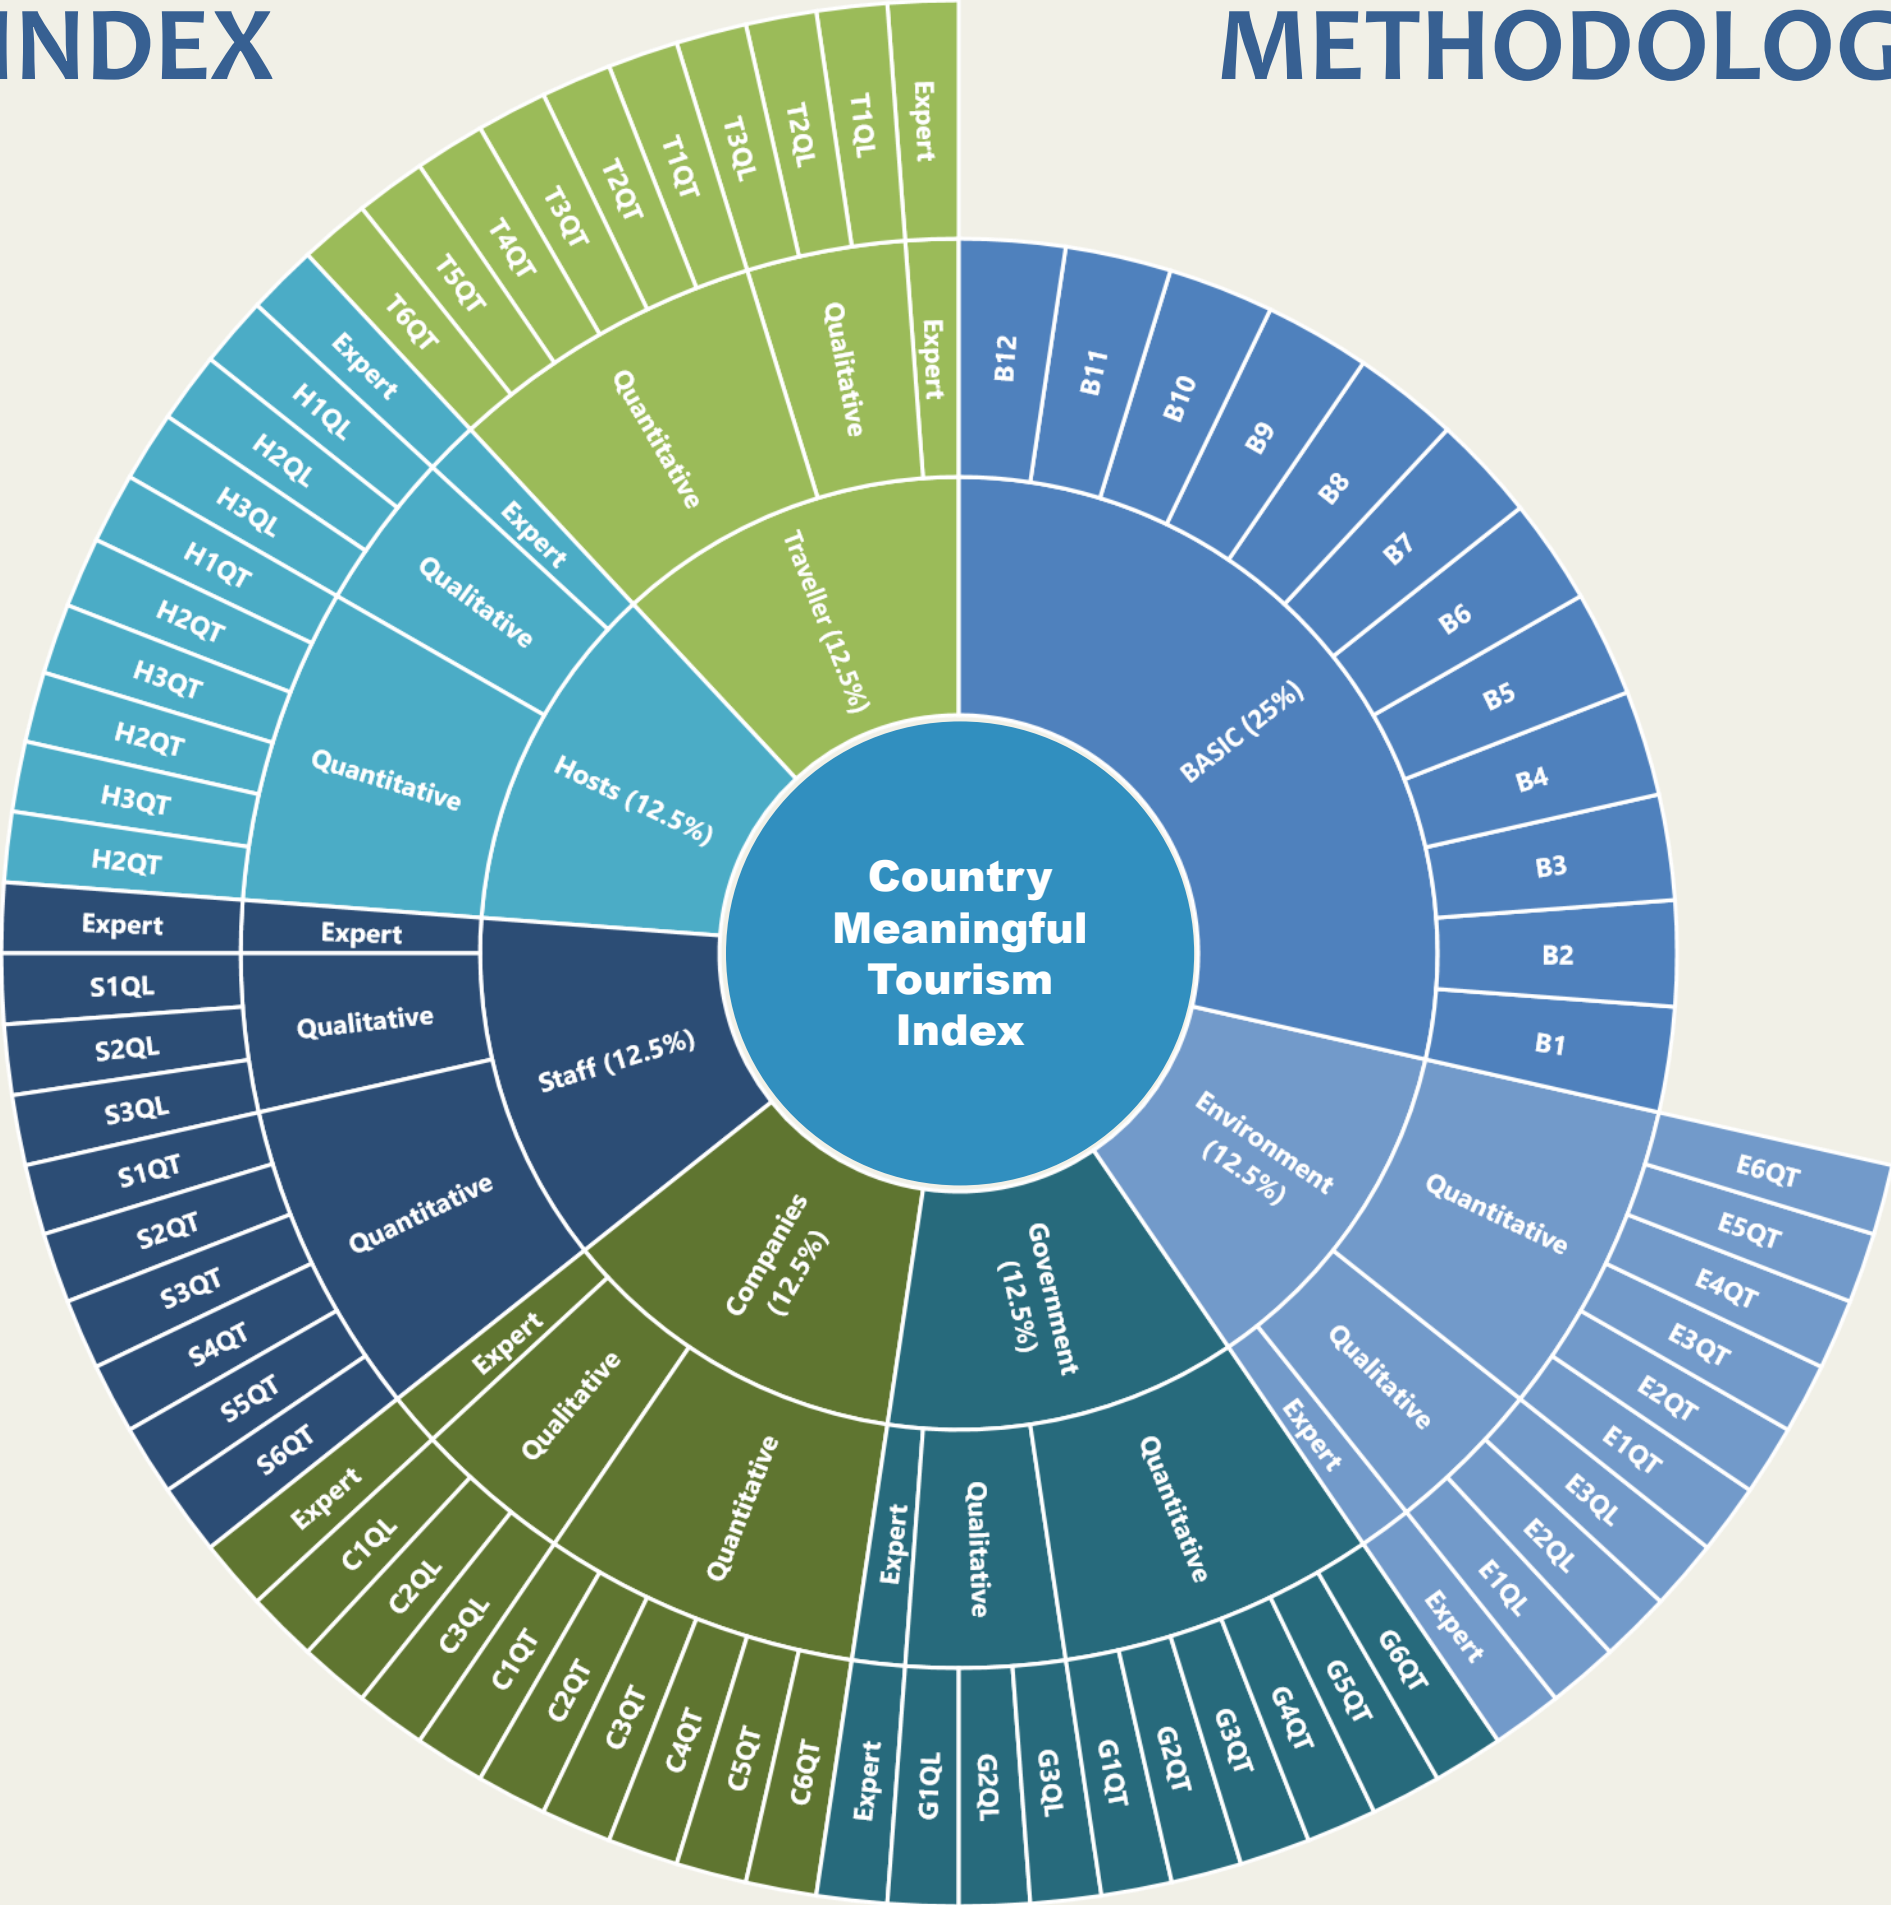 INDEX
METHODOLOG
Country
Meaningful
Tourism
Index
BASIC (25%)
B12
B11
B10
B9
B8
B7
B6
B5
B4
B3
B2
B1
Environment
(12.5%)
Quantitative
E6QT
E5QT
E4QT
E3QT
E2QT
E1QT
Qualitative
E3QL
E2QL
E1QL
Expert
Expert
Government
(12.5%)
Quantitative
G6QT
G5QT
G4QT
G3QT
G2QT
G1QT
Qualitative
G3QL
G2QL
G1QL
Expert
Expert
Companies
(12.5%)
Quantitative
C6QT
C5QT
C4QT
C3QT
C2QT
C1QT
Qualitative
C3QL
C2QL
C1QL
Expert
Expert
Staff (12.5%)
Quantitative
S6QT
S5QT
S4QT
S3QT
S2QT
S1QT
Qualitative
S3QL
S2QL
S1QL
Expert
Expert
Hosts (12.5%)
Quantitative
H2QT
H3QT
H2QT
H3QT
H2QT
H1QT
Qualitative
H3QL
H2QL
H1QL
Expert
Expert
Traveller (12.5%)
Quantitative
T6QT
T5QT
T4QT
T3QT
T2QT
T1QT
Qualitative
T3QL
T2QL
T1QL
Expert
Expert